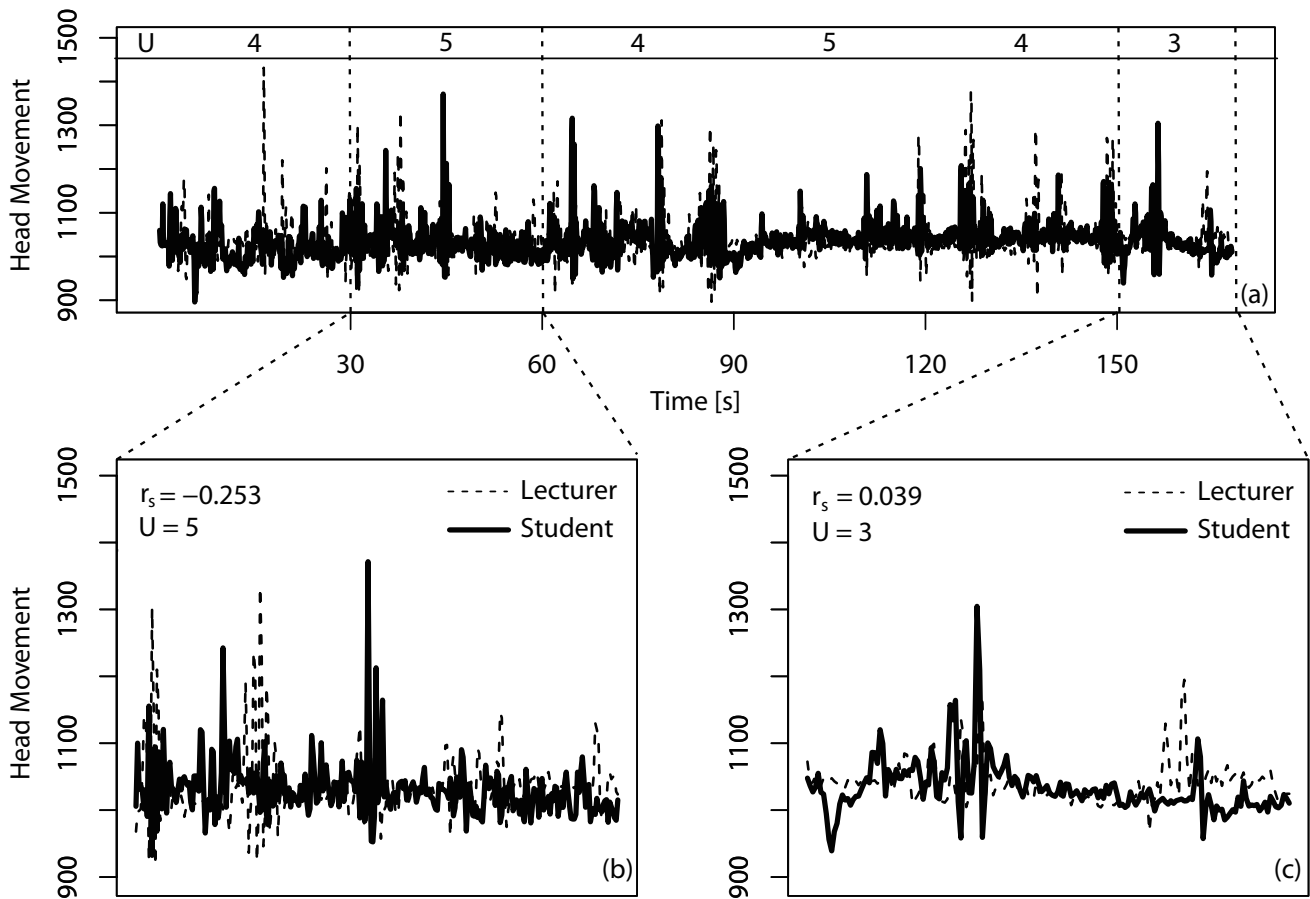 1500
1300
1100
900
Head Movement
U 4 5 4 5 4 3
(a)
30 60 90 120 150
Time [s]
1500
1300
1100
900
Head Movement
rs = −0.253
U = 5
Lecturer
Student
(b)
1500
1300
1100
900
rs = 0.039
U = 3
Lecturer
Student
(c)